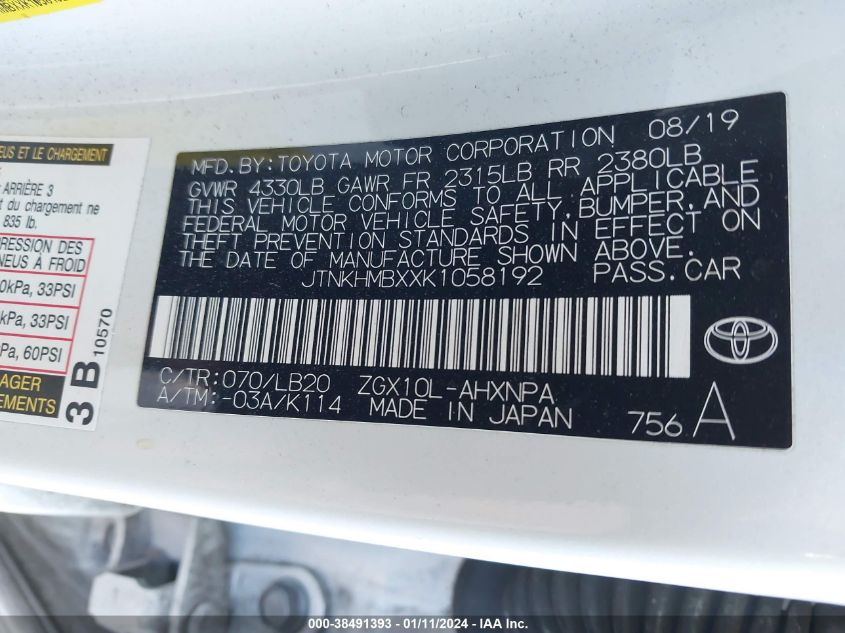 MFD.BY:TOYOTA MOTOR CORPORATION 08/19
GVWR 4330LB GAWR FR 2315LB RR 2380LB
THIS VEHICLE CONFORMS TO ALL APPLICABLE
FEDERAL MOTOR VEHICLE SAFETY,BUMPER,AND
THEFT PREVENTION STANDARDS IN EFFECT ON
THE DATE OF MANUFACTURE SHOWN ABOVE.
JTNKHMBXXK1058192 PASS.CAR
C/TR:070/LB20 ZGX10L-AHXNPA
A/TM:-03A/K114 MADE IN JAPAN 756 A
EUS ET LE CHARGEMENT
ARRIÈRE 3
du chargement ne
835 lb.
PRESSION DES
NEUS À FROID
0kPa, 33PSI
kPa, 33PSI
Pa, 60PSI
3 B 10570
000-38491393 - 01/11/2024 - IAAI Inc.